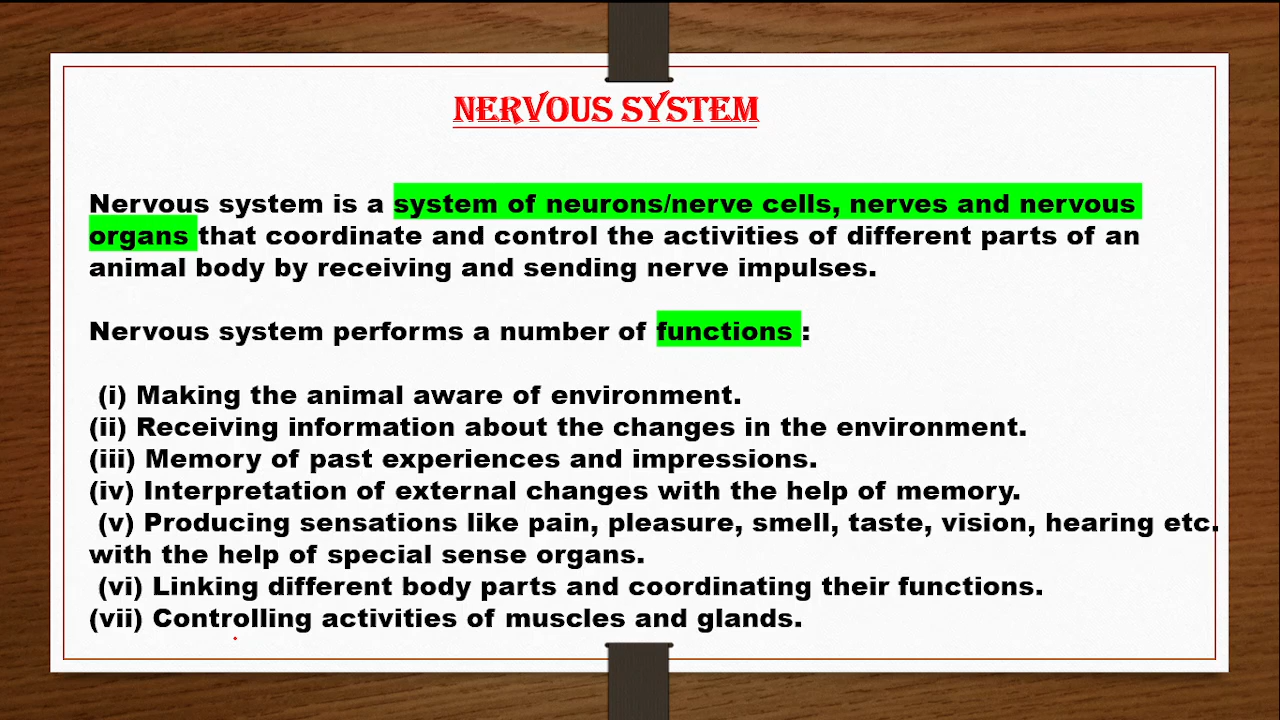 NERVOUS SYSTEM
Nervous system is a system of neurons/nerve cells, nerves and nervous
organs that coordinate and control the activities of different parts of an
animal body by receiving and sending nerve impulses.
Nervous system performs a number of functions :
(i) Making the animal aware of environment.
(ii) Receiving information about the changes in the environment.
(iii) Memory of past experiences and impressions.
(iv) Interpretation of external changes with the help of memory.
(v) Producing sensations like pain, pleasure, smell, taste, vision, hearing etc.
with the help of special sense organs.
(vi) Linking different body parts and coordinating their functions.
(vii) Controlling activities of muscles and glands.